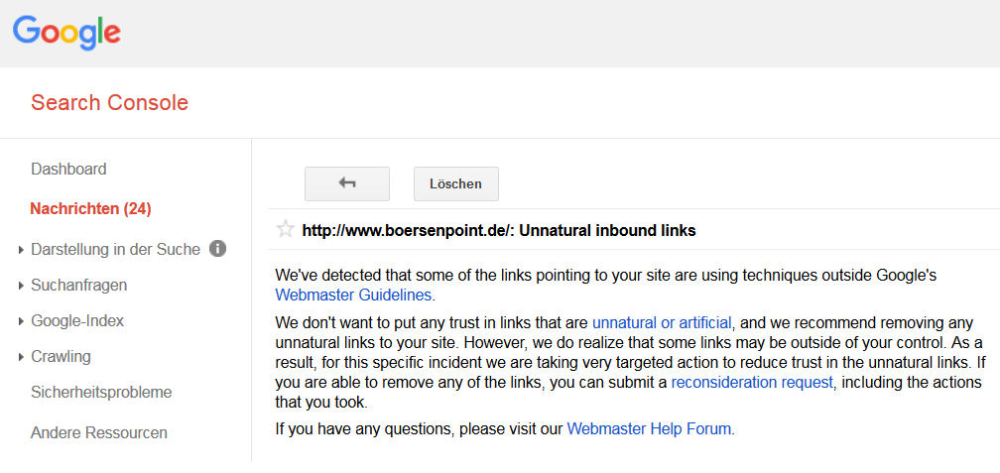 Google
Search Console
Dashboard
Nachrichten (24)
Darstellung in der Suche
Suchanfragen
Google-Index
Crawling
Sicherheitsprobleme
Andere Ressourcen
Löschen
http://www.boersenpoint.de/: Unnatural inbound links
We've detected that some of the links pointing to your site are using techniques outside Google's
Webmaster Guidelines.
We don't want to put any trust in links that are unnatural or artificial, and we recommend removing any
unnatural links to your site. However, we do realize that some links may be outside of your control. As a
result, for this specific incident we are taking very targeted action to reduce trust in the unnatural links. If
you are able to remove any of the links, you can submit a reconsideration request, including the actions
that you took.
If you have any questions, please visit our Webmaster Help Forum.